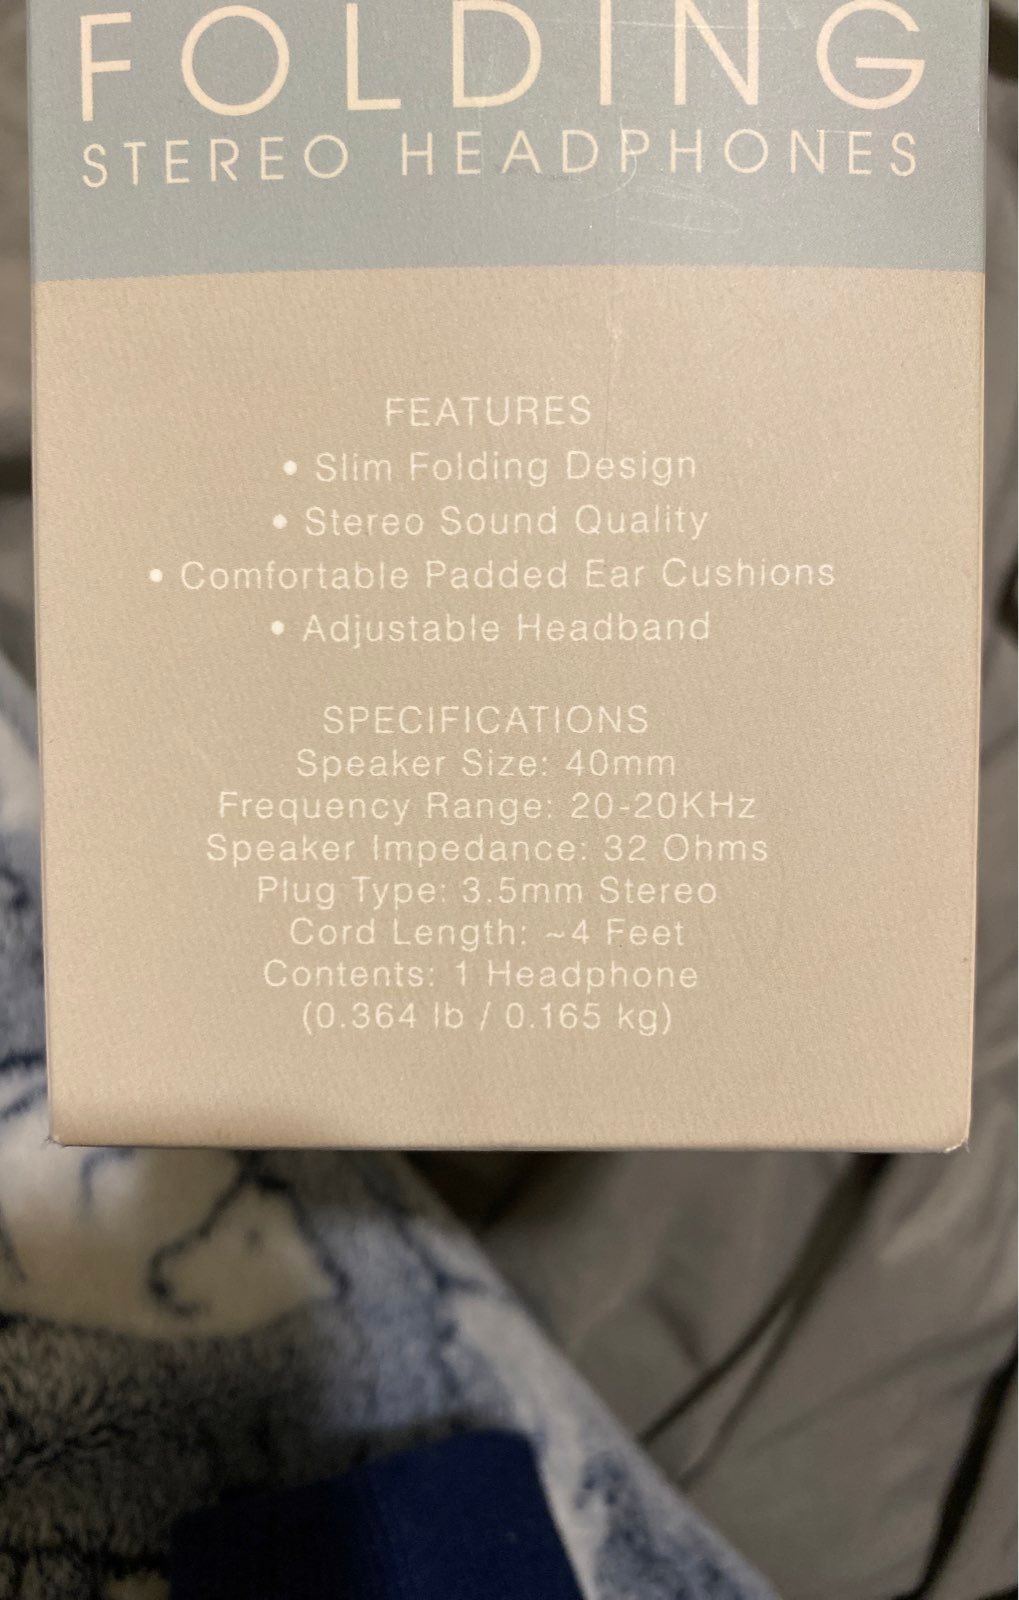 FOLDING
STEREO HEADPHONES
FEATURES
• Slim Folding Design
• Stereo Sound Quality
• Comfortable Padded Ear Cushions
• Adjustable Headband
SPECIFICATIONS
Speaker Size: 40mm
Frequency Range: 20-20KHz
Speaker Impedance: 32 Ohms
Plug Type: 3.5mm Stereo
Cord Length: ~4 Feet
Contents: 1 Headphone
(0.364 lb / 0.165 kg)